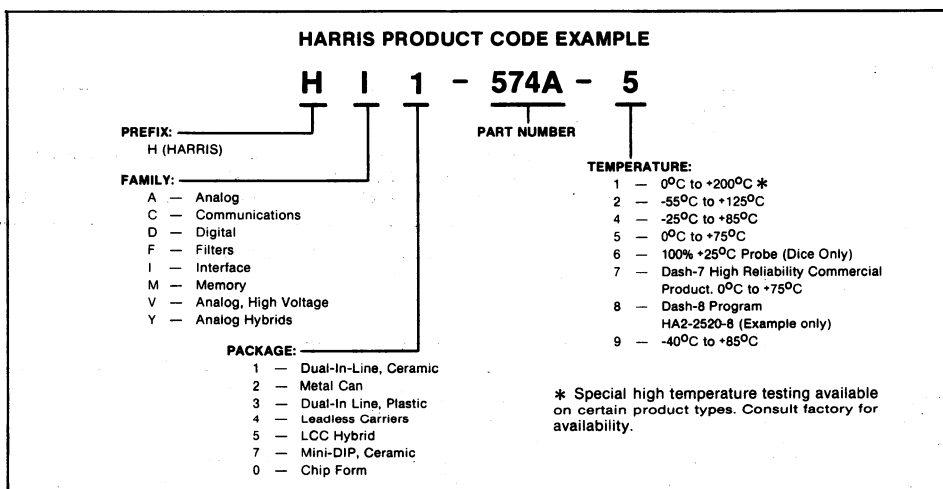 HARRIS PRODUCT CODE EXAMPLE
H I 1 - 574A - 5
PREFIX:
H (HARRIS)
PART NUMBER
FAMILY:
A — Analog
C — Communications
D — Digital
F — Filters
I — Interface
M — Memory
V — Analog, High Voltage
Y — Analog Hybrids
PACKAGE:
1 — Dual-In-Line, Ceramic
2 — Metal Can
3 — Dual-In Line, Plastic
4 — Leadless Carriers
5 — LCC Hybrid
7 — Mini-DIP, Ceramic
0 — Chip Form
TEMPERATURE:
1 — 0°C to +200°C *
2 — -55°C to +125°C
4 — -25°C to +85°C
5 — 0°C to +75°C
6 — 100% +25°C Probe (Dice Only)
7 — Dash-7 High Reliability Commercial
Product. 0°C to +75°C
8 — Dash-8 Program
HA2-2520-8 (Example only)
9 — -40°C to +85°C
* Special high temperature testing available
on certain product types. Consult factory for
availability.